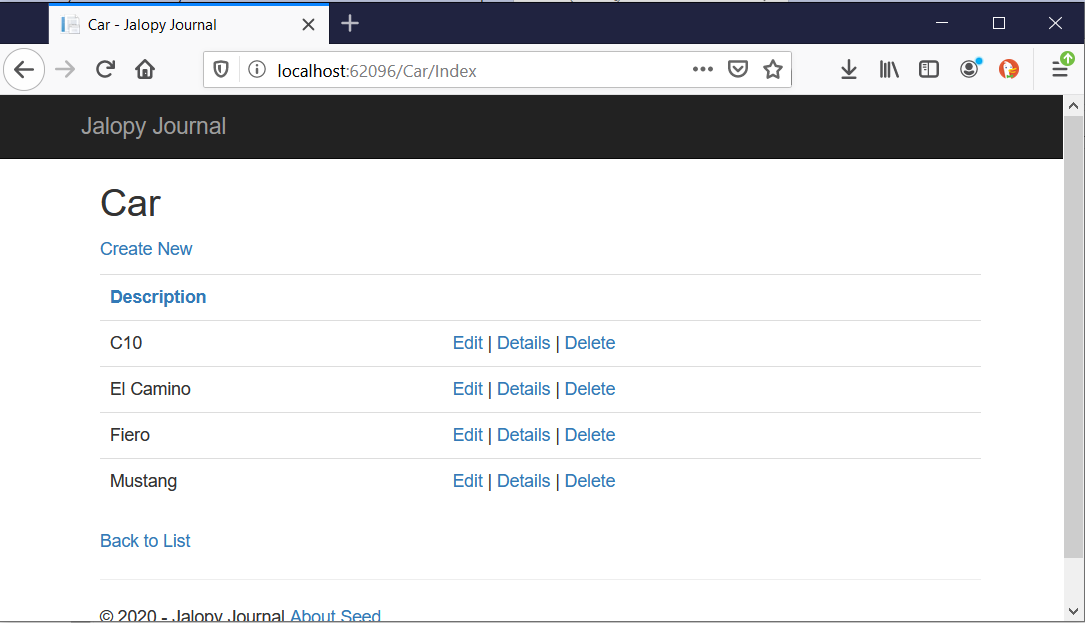 Car - Jalopy Journal
localhost:62096/Car/Index
Jalopy Journal
Car
Create New
Description
C10 Edit | Details | Delete
El Camino Edit | Details | Delete
Fiero Edit | Details | Delete
Mustang Edit | Details | Delete
Back to List
© 2020 - Jalopy Journal About Seed